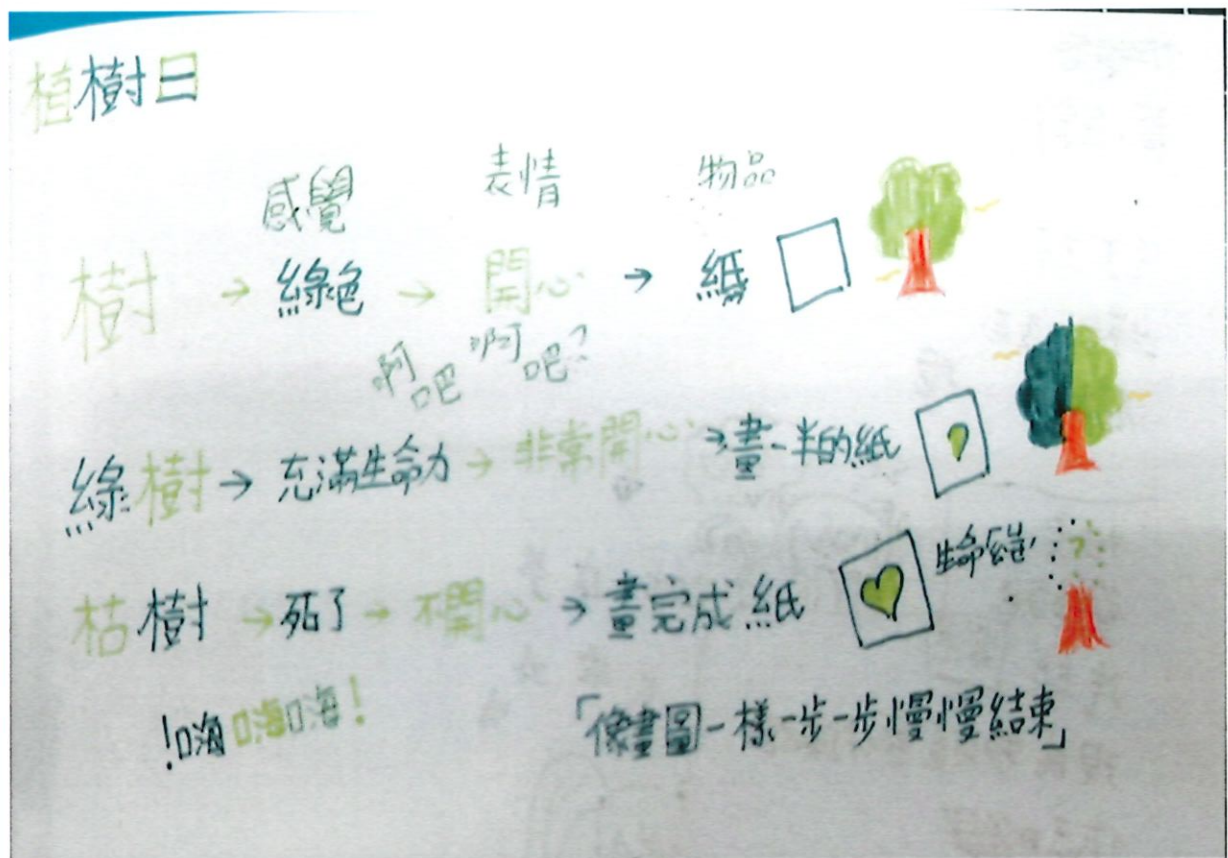 植樹日
感覺 表情 物品
樹 → 綠色 → 開心 → 紙
啊吧 啊吧?
綠樹 → 充滿生命力 → 非常開心 → 畫一半的紙
枯樹 → 死了 → 不開心 → 畫完成紙 生命
!嗨嗨嗨!
「像畫圖一樣一步一步慢慢結束」